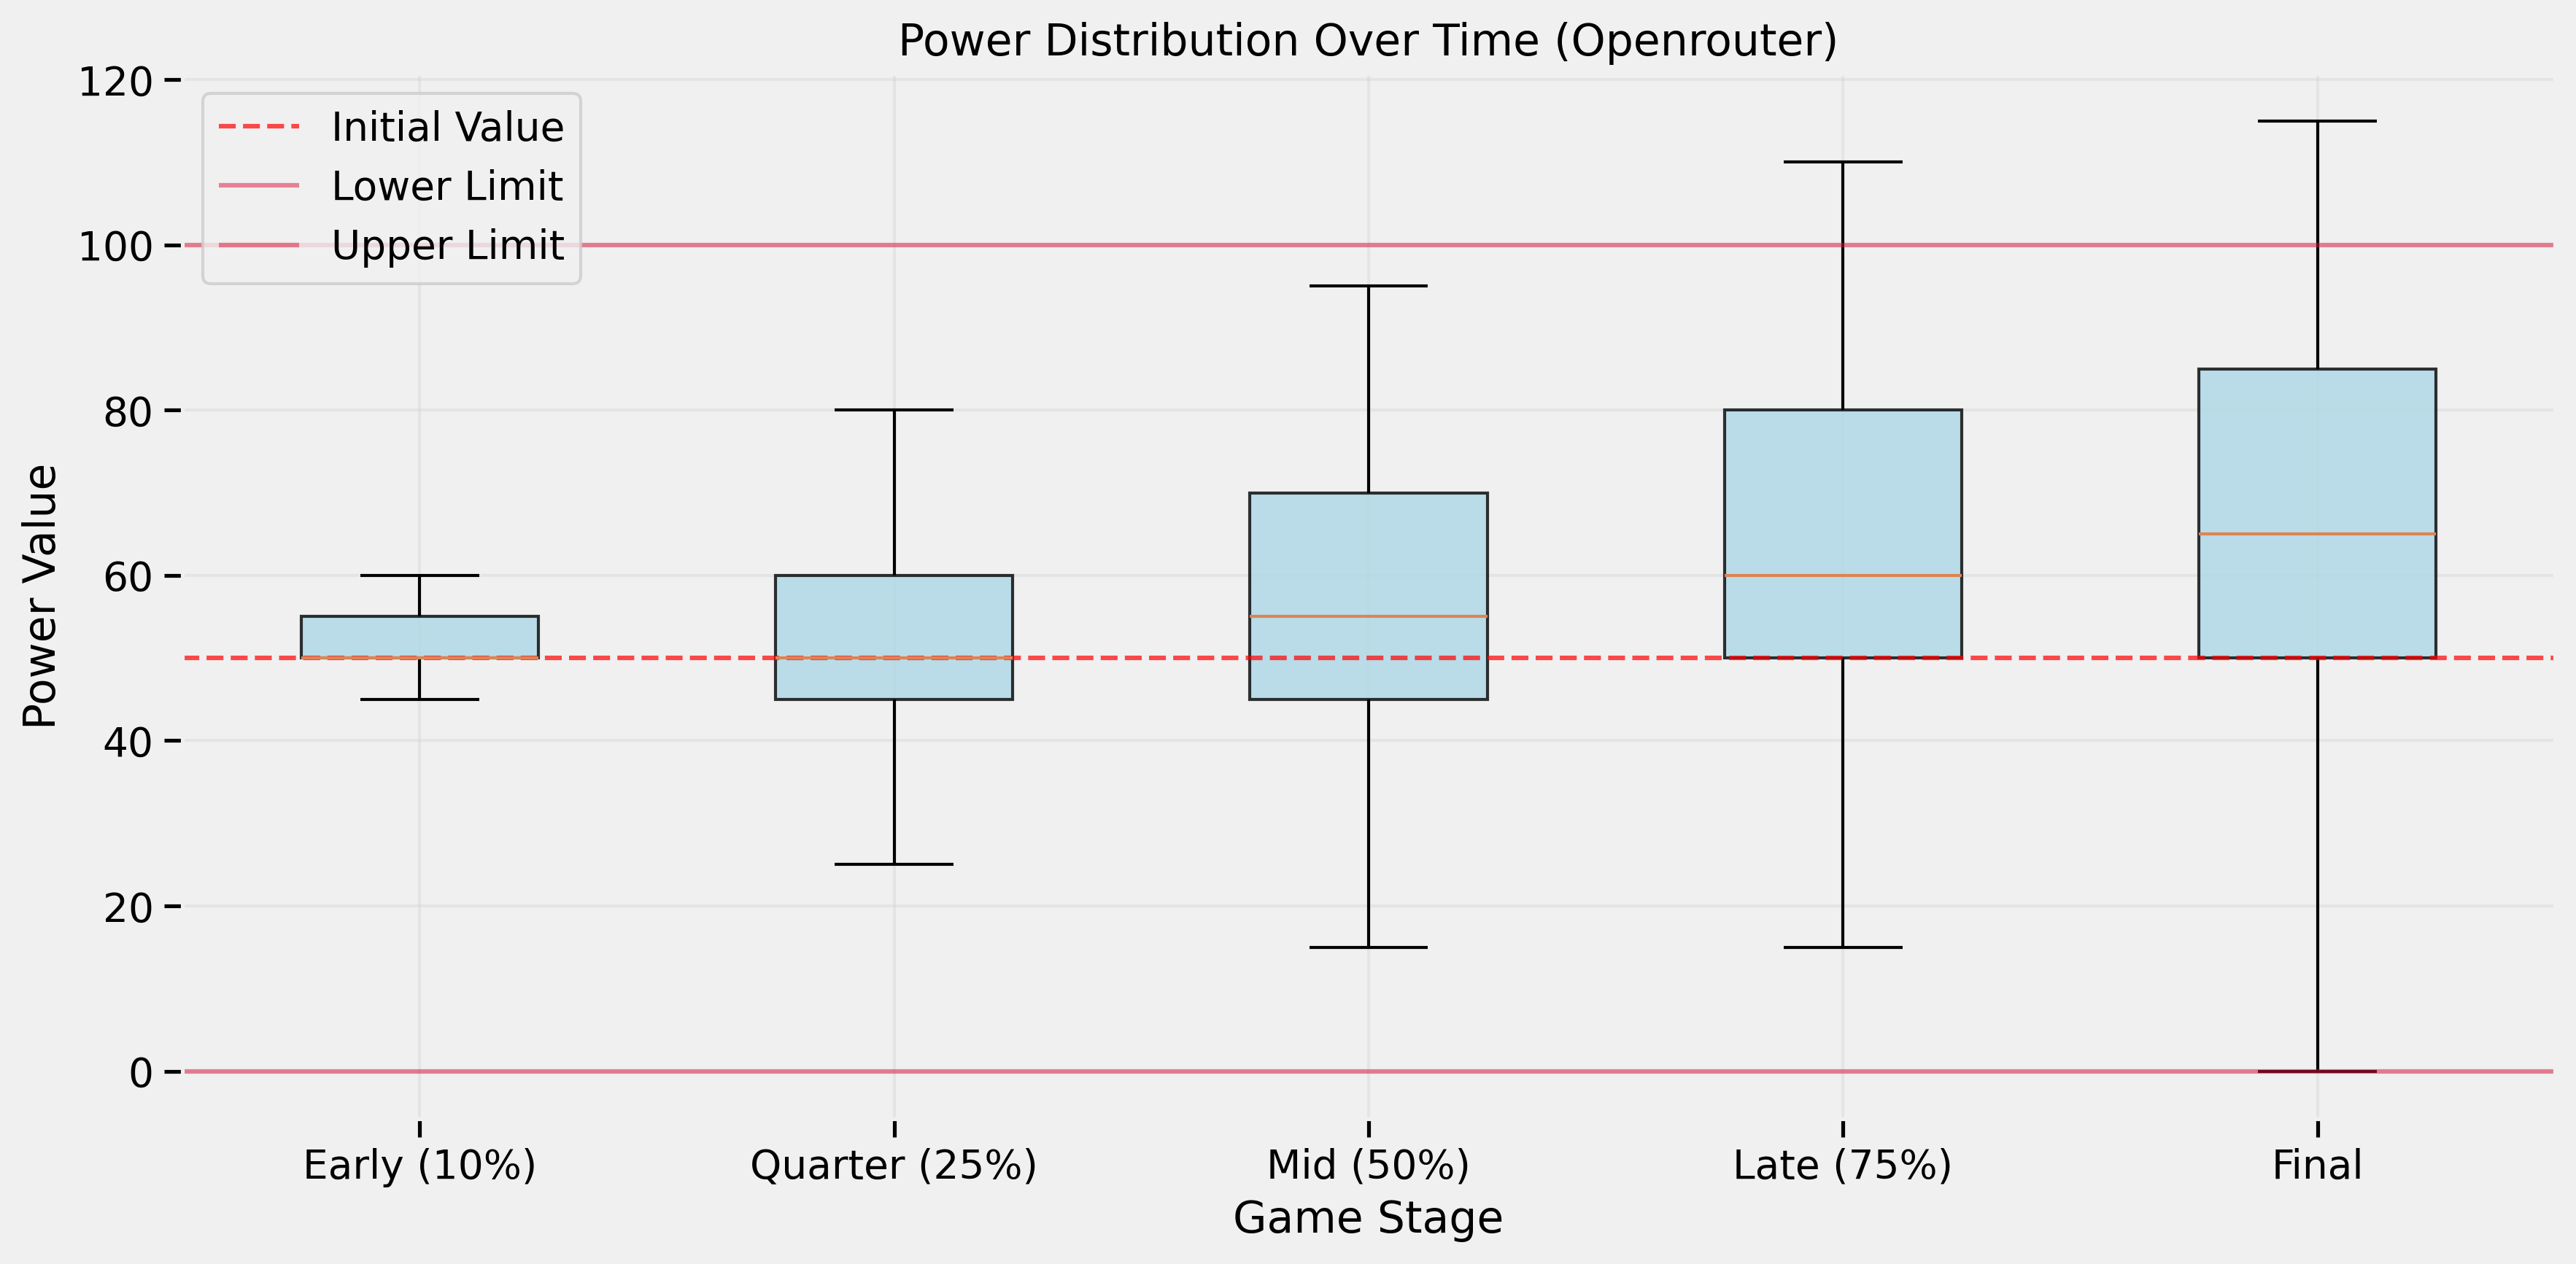 Power Distribution Over Time (Openrouter)
120
100
80
60
40
20
0
Power Value
Initial Value
Lower Limit
Upper Limit
Early (10%)
Quarter (25%)
Mid (50%)
Late (75%)
Final
Game Stage